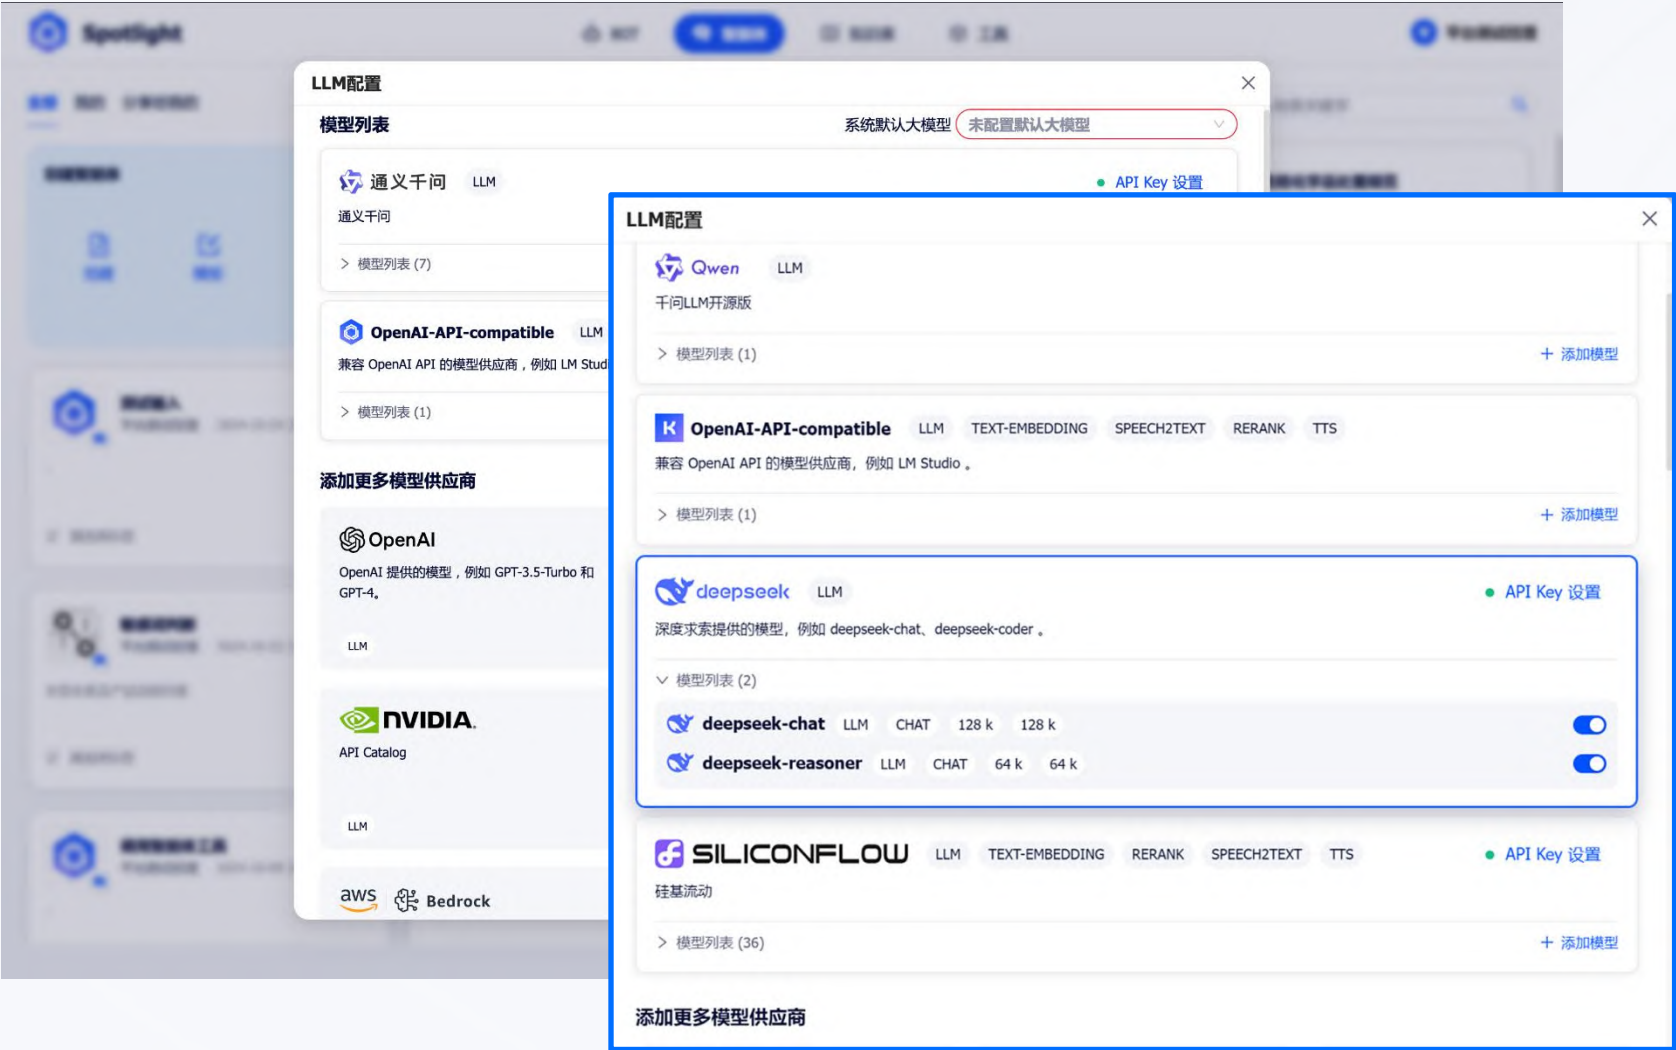 Spotlight
LLM配置
模型列表
系统默认大模型 未配置默认大模型
通义千问 LLM
API Key 设置
通义千问
模型列表 (7)
OpenAI-API-compatible LLM
兼容 OpenAI API 的模型供应商，例如 LM Stud
模型列表 (1)
添加更多模型供应商
OpenAI
OpenAI 提供的模型，例如 GPT-3.5-Turbo 和
GPT-4。
LLM
NVIDIA.
API Catalog
LLM
aws Bedrock
LLM配置
Qwen LLM
千问LLM开源版
模型列表 (1)
+ 添加模型
OpenAI-API-compatible LLM TEXT-EMBEDDING SPEECH2TEXT RERANK TTS
兼容 OpenAI API 的模型供应商，例如 LM Studio 。
模型列表 (1)
+ 添加模型
deepseek LLM
API Key 设置
深度求索提供的模型，例如 deepseek-chat、deepseek-coder 。
模型列表 (2)
deepseek-chat LLM CHAT 128 k 128 k
deepseek-reasoner LLM CHAT 64 k 64 k
SILICONFLOW LLM TEXT-EMBEDDING RERANK SPEECH2TEXT TTS
API Key 设置
硅基流动
模型列表 (36)
+ 添加模型
添加更多模型供应商